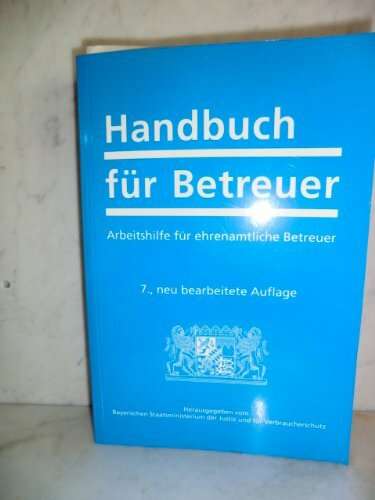 Handbuch
für Betreuer
Arbeitshilfe für ehrenamtliche Betreuer
7., neu bearbeitete Auflage
Herausgegeben vom
Bayerischen Staatsministerium der Justiz und für Verbraucherschutz